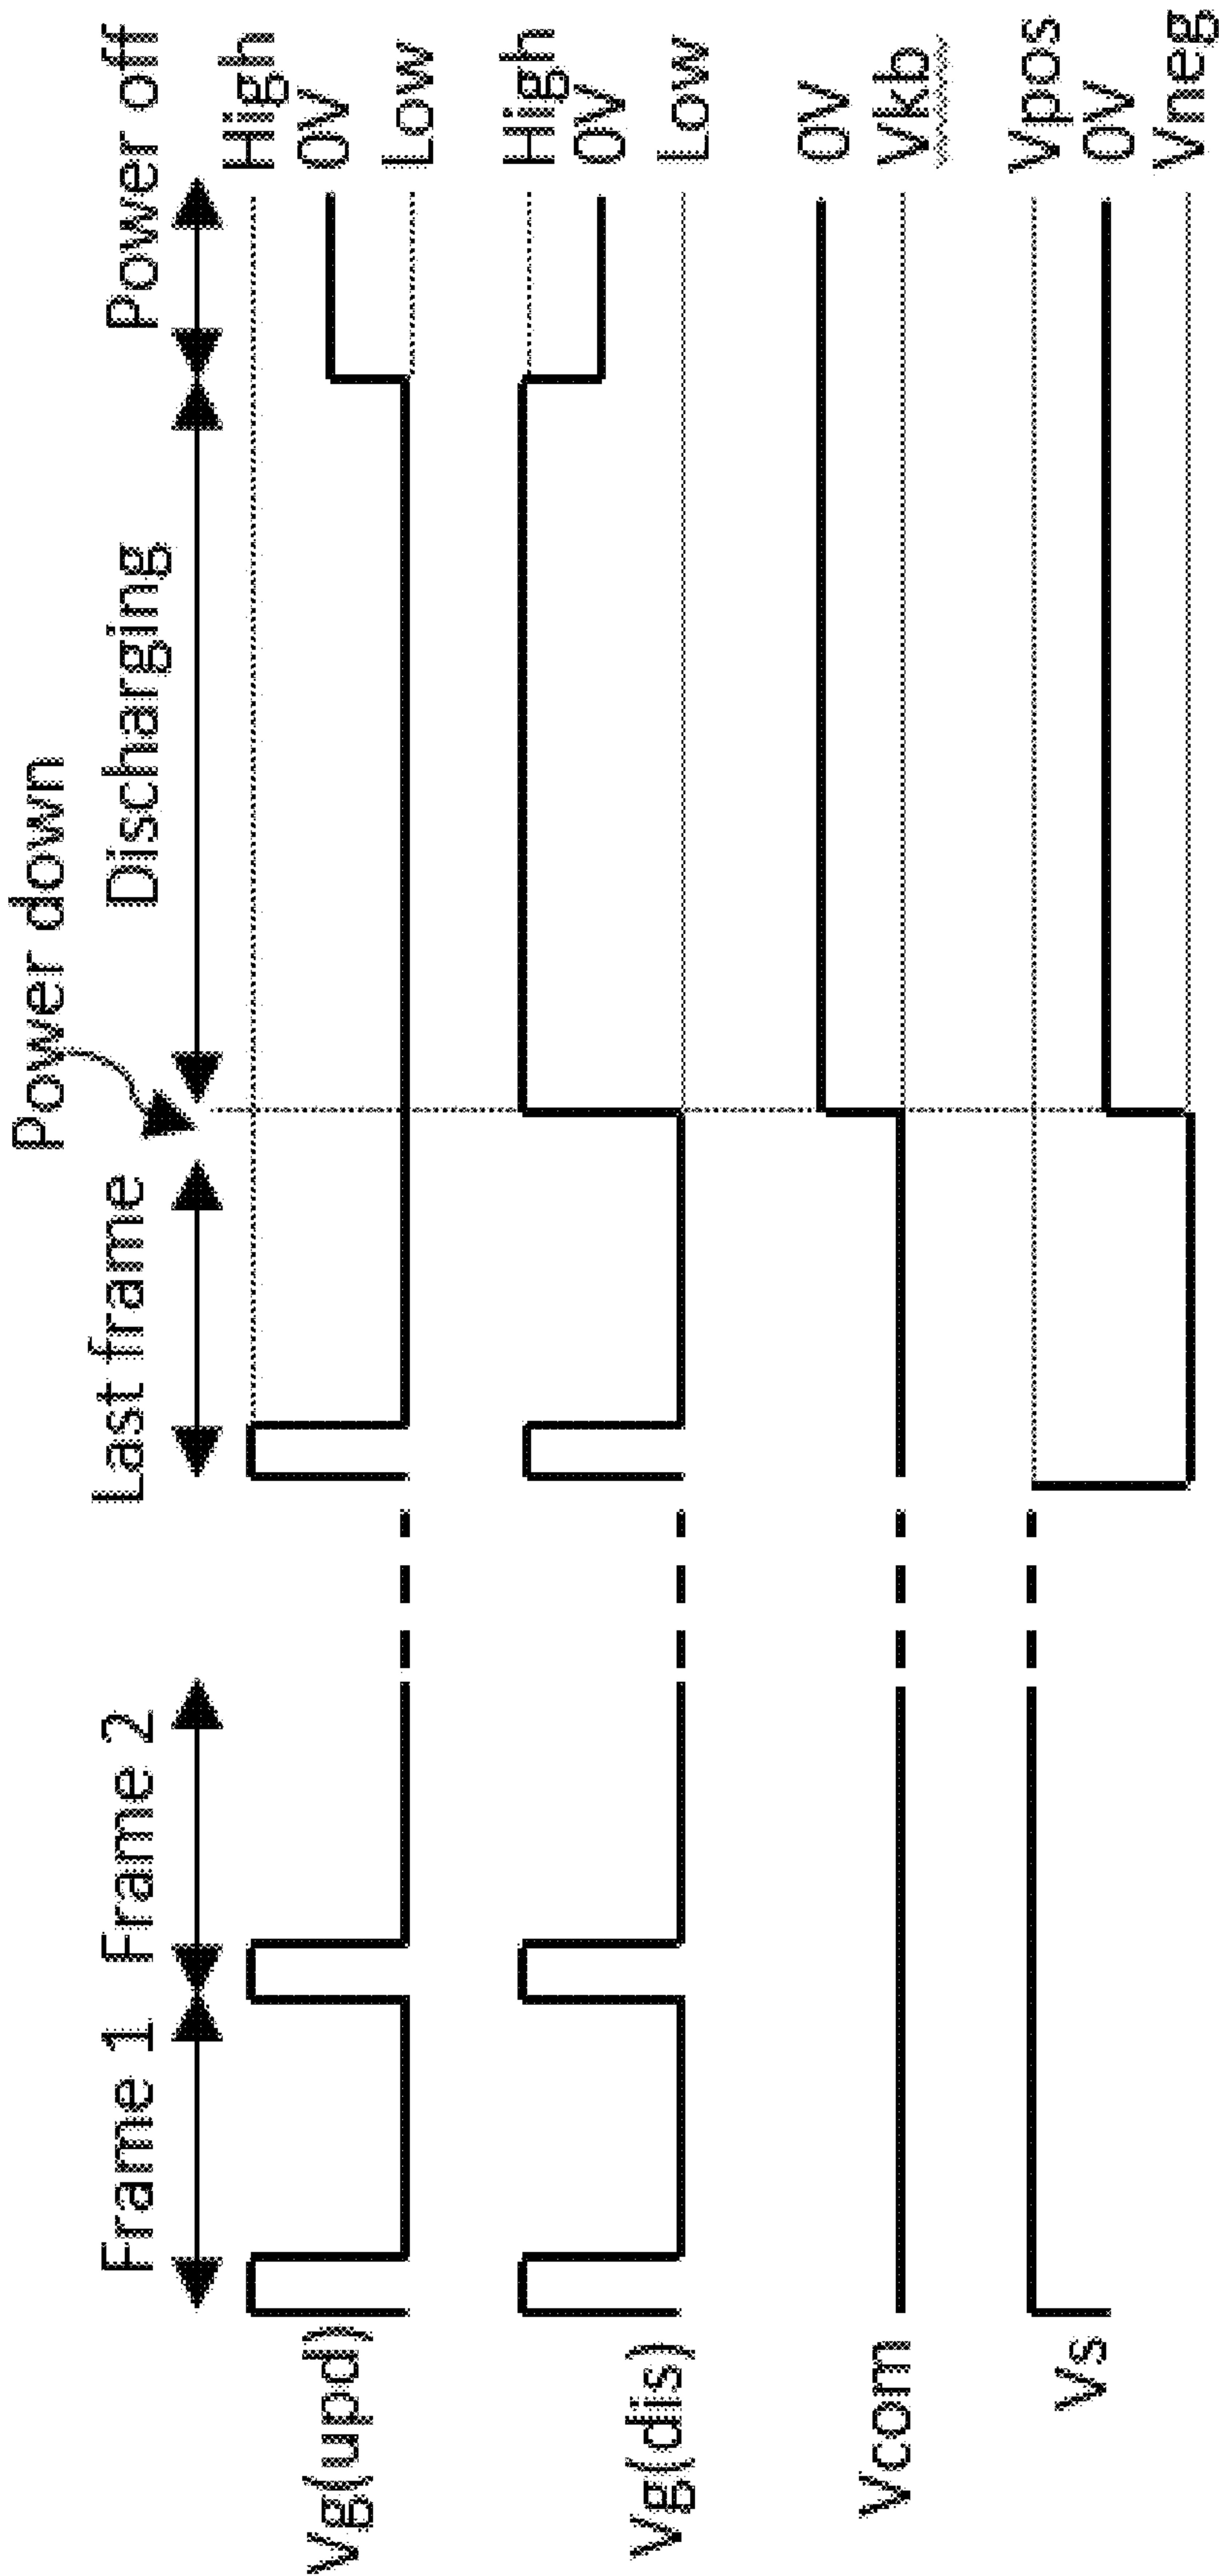 Power down
Frame 1
Frame 2
Last frame
Discharging
Power off
Vg(upd)
High
0V
Low
Vg(dis)
High
0V
Low
Vcom
0V
Vkb
Vs
Vpos
0V
Vneg